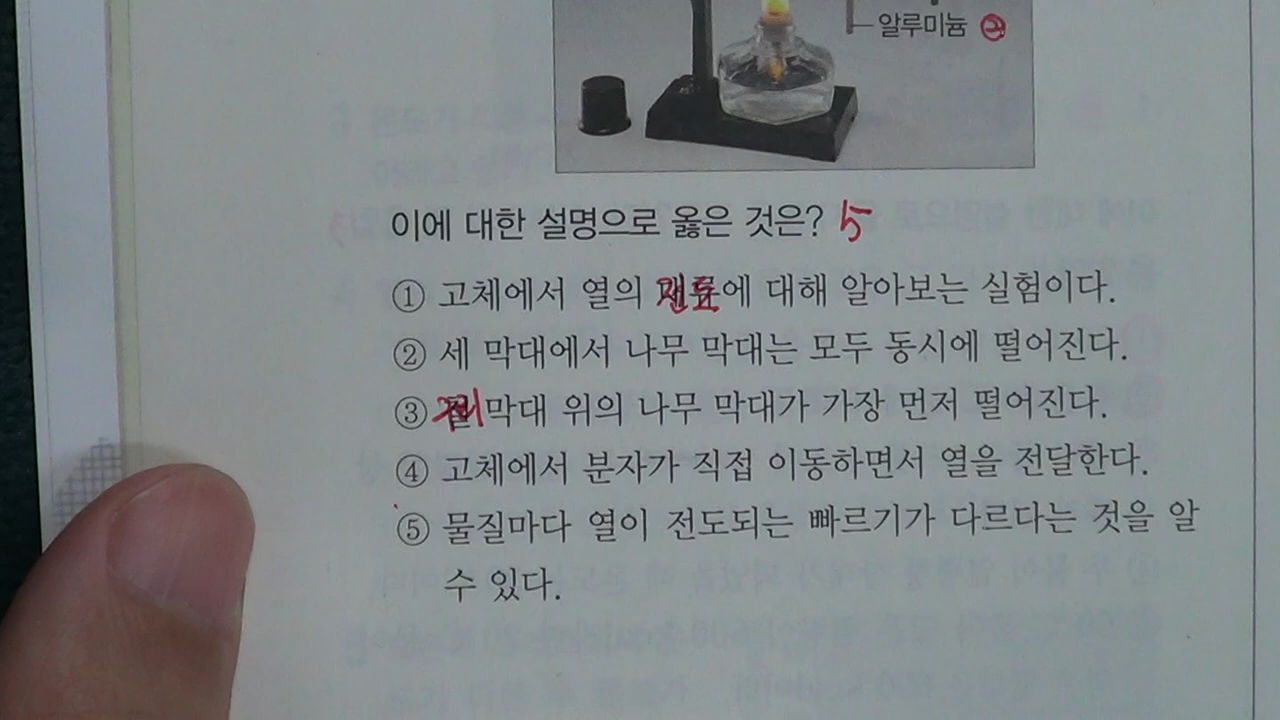 알루미늄 ②
이에 대한 설명으로 옳은 것은? 5
① 고체에서 열의 에 대해 알아보는 실험이다.
② 세 막대에서 나무 막대는 모두 동시에 떨어진다.
③ 막대 위의 나무 막대가 가장 먼저 떨어진다.
④ 고체에서 분자가 직접 이동하면서 열을 전달한다.
⑤ 물질마다 열이 전도되는 빠르기가 다르다는 것을 알
수 있다.